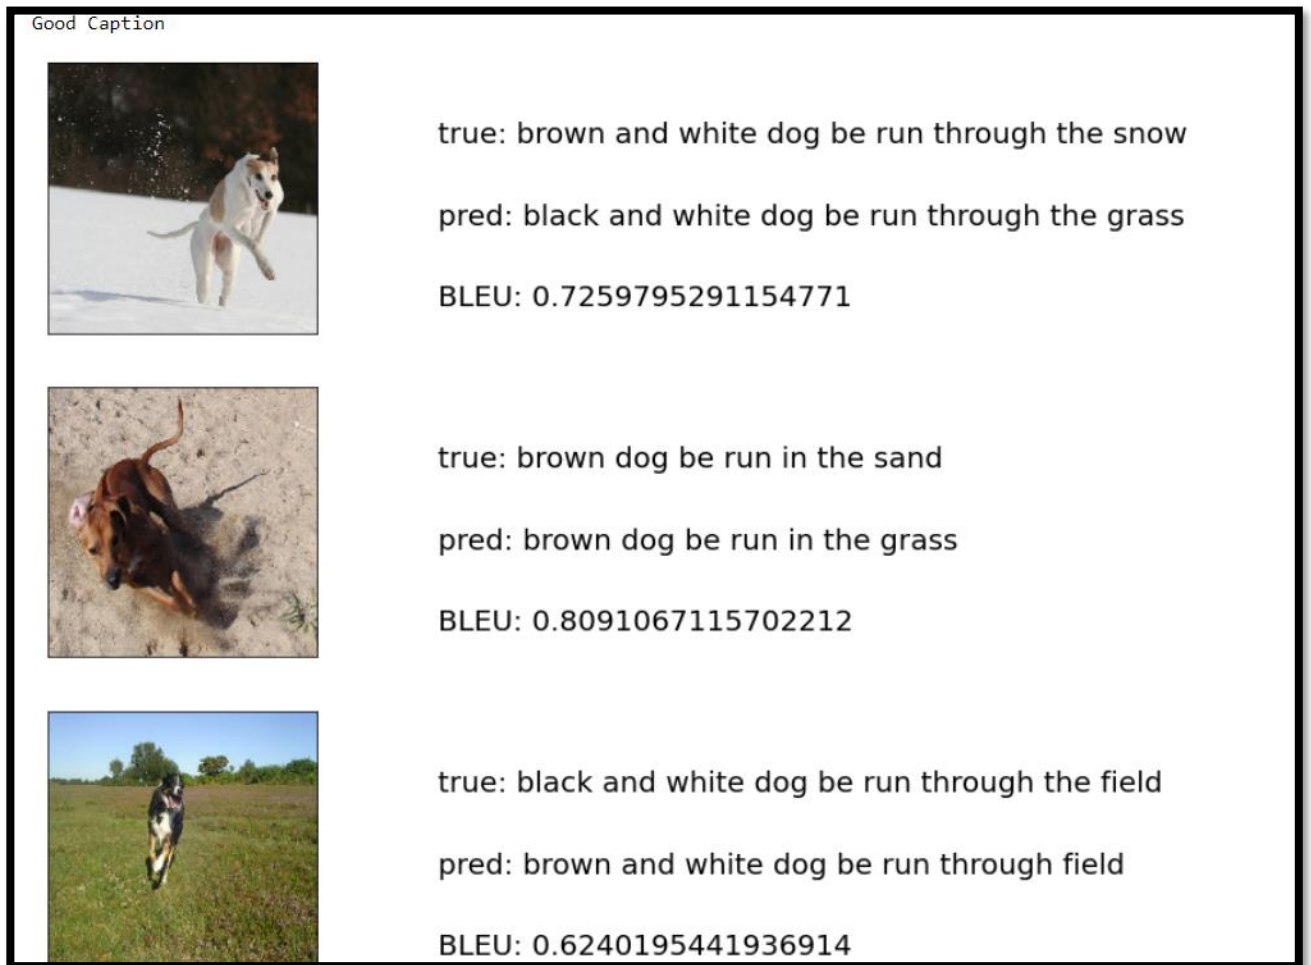 Good Caption
true: brown and white dog be run through the snow
pred: black and white dog be run through the grass
BLEU: 0.7259795291154771
true: brown dog be run in the sand
pred: brown dog be run in the grass
BLEU: 0.8091067115702212
true: black and white dog be run through the field
pred: brown and white dog be run through field
BLEU: 0.6240195441936914